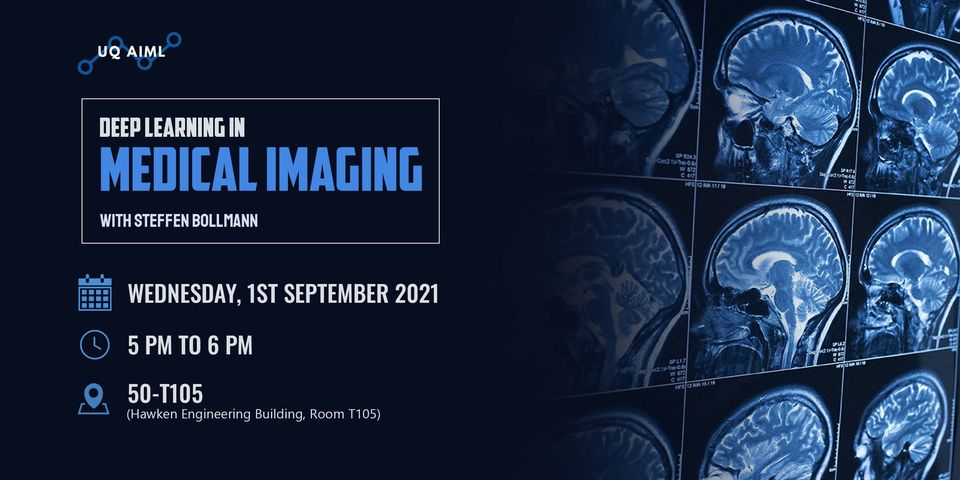 UQ AIML
DEEP LEARNING IN
MEDICAL IMAGING
WITH STEFFEN BOLLMANN
WEDNESDAY, 1ST SEPTEMBER 2021
5 PM TO 6 PM
50-T105
(Hawken Engineering Building, Room T105)